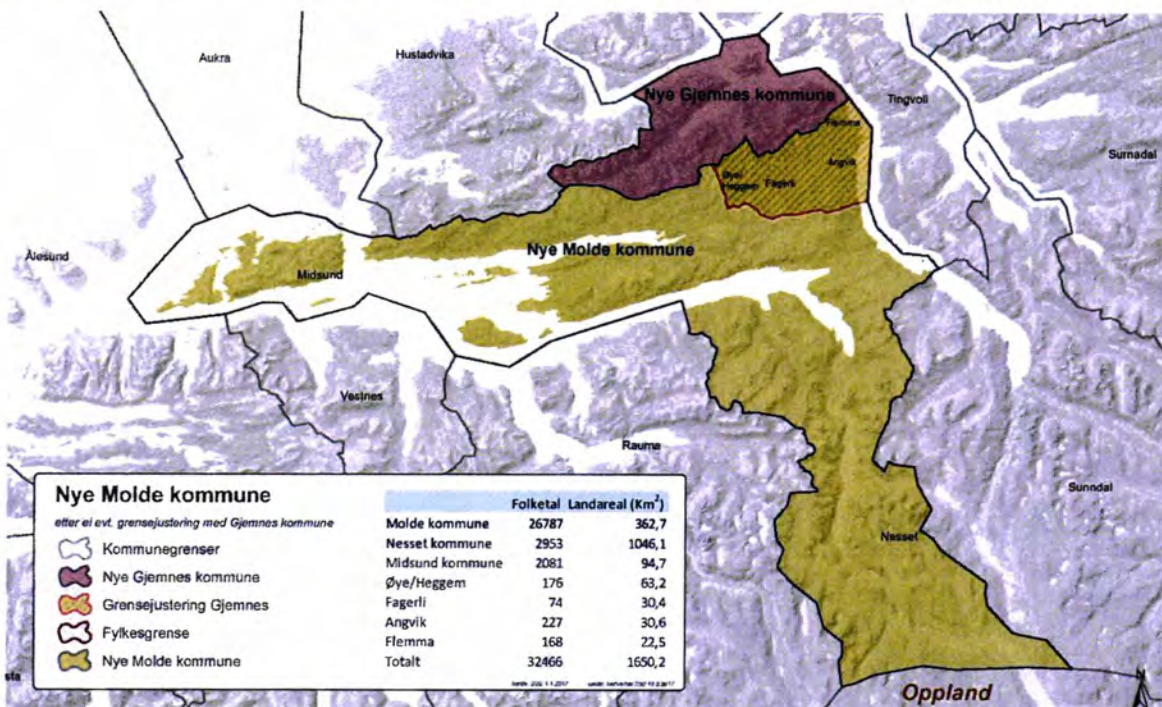 Aukra
Hustadvika
Nye Gjemnes kommune
Tingvoll
Flemma
Surnadal
Angvik
Øye/
Heggem
Fagerli
Ålesund
Nye Molde kommune
Midsund
Vestnes
Rauma
Sunndal
Nesset
Nye Molde kommune
etter ei evt. grensejustering med Gjemnes kommune
Kommunegrenser
Nye Gjemnes kommune
Grensejustering Gjemnes
Fylkesgrense
Nye Molde kommune
Folketal Landareal (Km²)
Molde kommune 26787 362,7
Nesset kommune 2953 1046,1
Midsund kommune 2081 94,7
Øye/Heggem 176 63,2
Fagerli 74 30,4
Angvik 227 30,6
Flemma 168 22,5
Totalt 32466 1650,2
Oppland